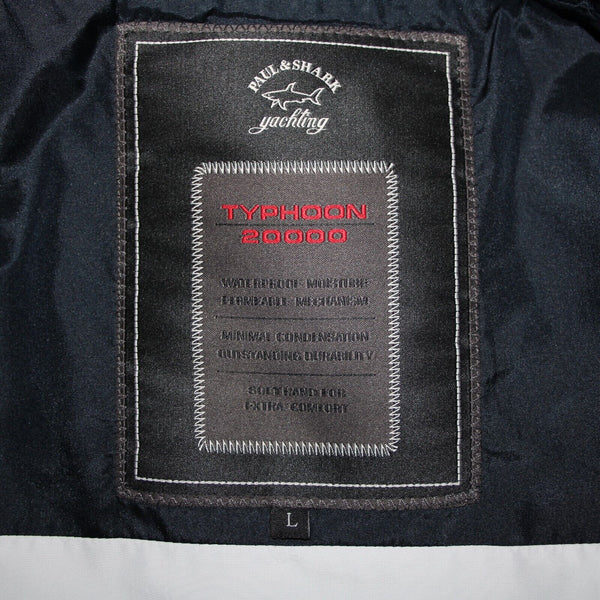 PAUL & SHARK
yachting
TYPHOON
20000
WATERPROOF MOISTURE
PERMEABLE MECHANISM
MINIMAL CONDENSATION
OUTSTANDING DURABILITY
SOFT HAND FOR
EXTRA COMFORT
L